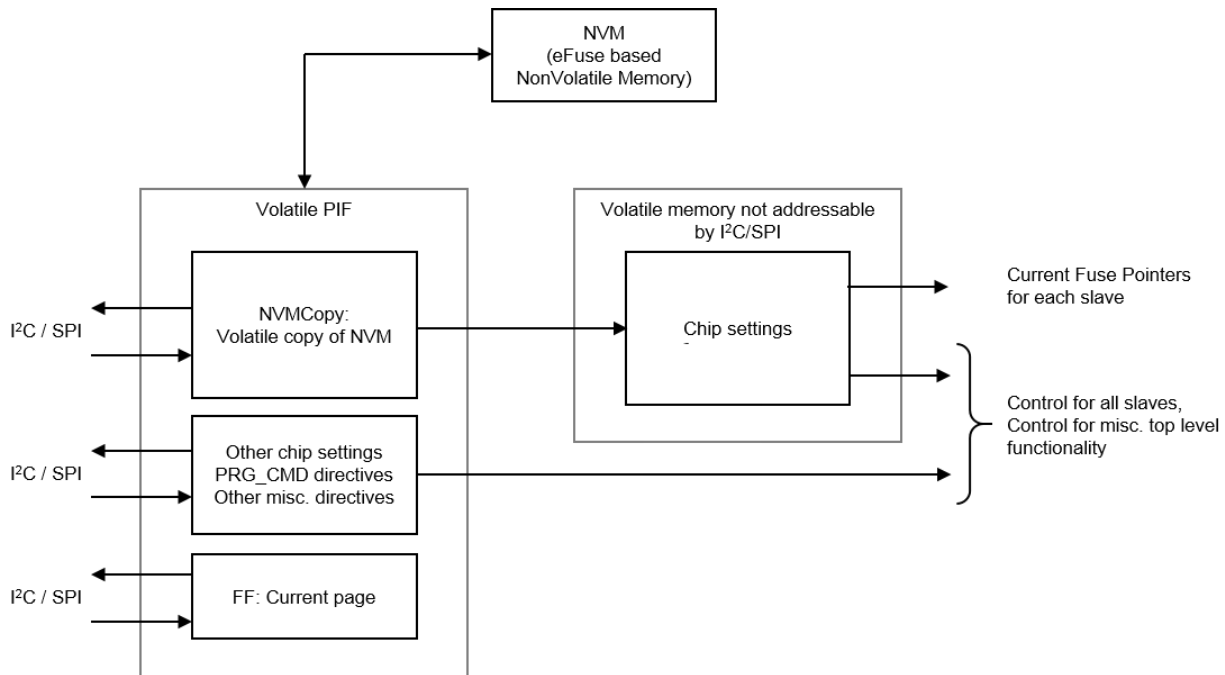 NVM
(eFuse based
NonVolatile Memory)
Volatile PIF
Volatile memory not addressable
by I²C/SPI
I²C / SPI
NVMCopy:
Volatile copy of NVM
Chip settings
Current Fuse Pointers
for each slave
I²C / SPI
Other chip settings
PRG_CMD directives
Other misc. directives
Control for all slaves,
Control for misc. top level
functionality
I²C / SPI
FF: Current page